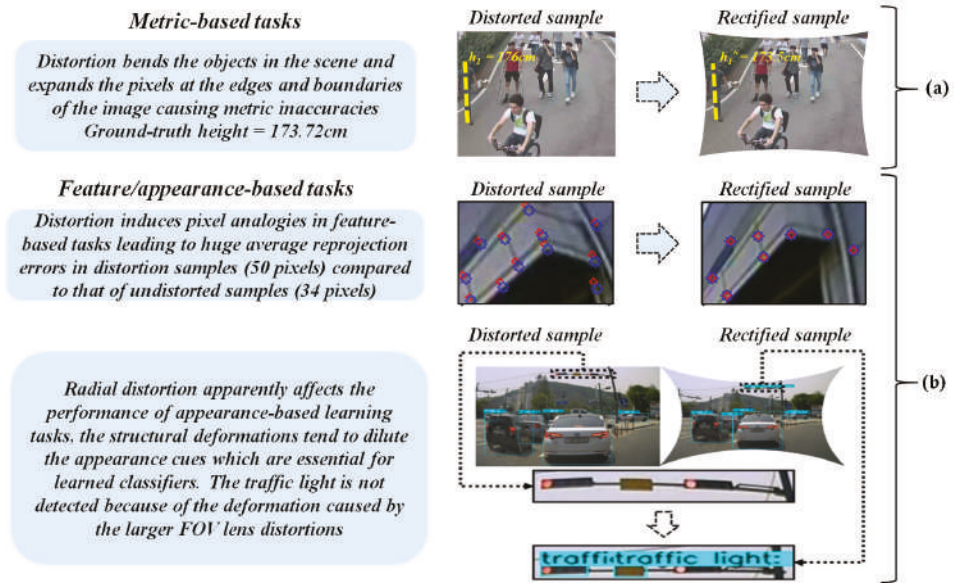 Metric-based tasks
Distortion bends the objects in the scene and
expands the pixels at the edges and boundaries
of the image causing metric inaccuracies
Ground-truth height = 173.72cm
Distorted sample
Rectified sample
h₁ = 176cm
h₁^ = 173.5cm
(a)
Feature/appearance-based tasks
Distortion induces pixel analogies in feature-
based tasks leading to huge average reprojection
errors in distortion samples (50 pixels) compared
to that of undistorted samples (34 pixels)
Distorted sample
Rectified sample
Radial distortion apparently affects the
performance of appearance-based learning
tasks, the structural deformations tend to dilute
the appearance cues which are essential for
learned classifiers. The traffic light is not
detected because of the deformation caused by
the larger FOV lens distortions
Distorted sample
Rectified sample
traffic
traffic light:
(b)